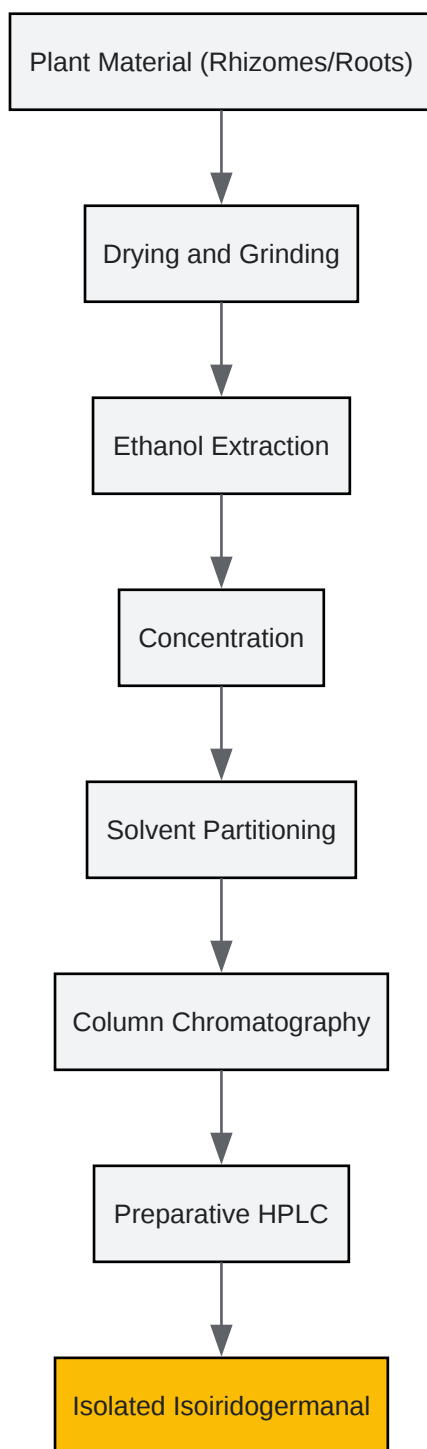 Plant Material (Rhizomes/Roots)
Drying and Grinding
Ethanol Extraction
Concentration
Solvent Partitioning
Column Chromatography
Preparative HPLC
Isolated Isoiridogermanal